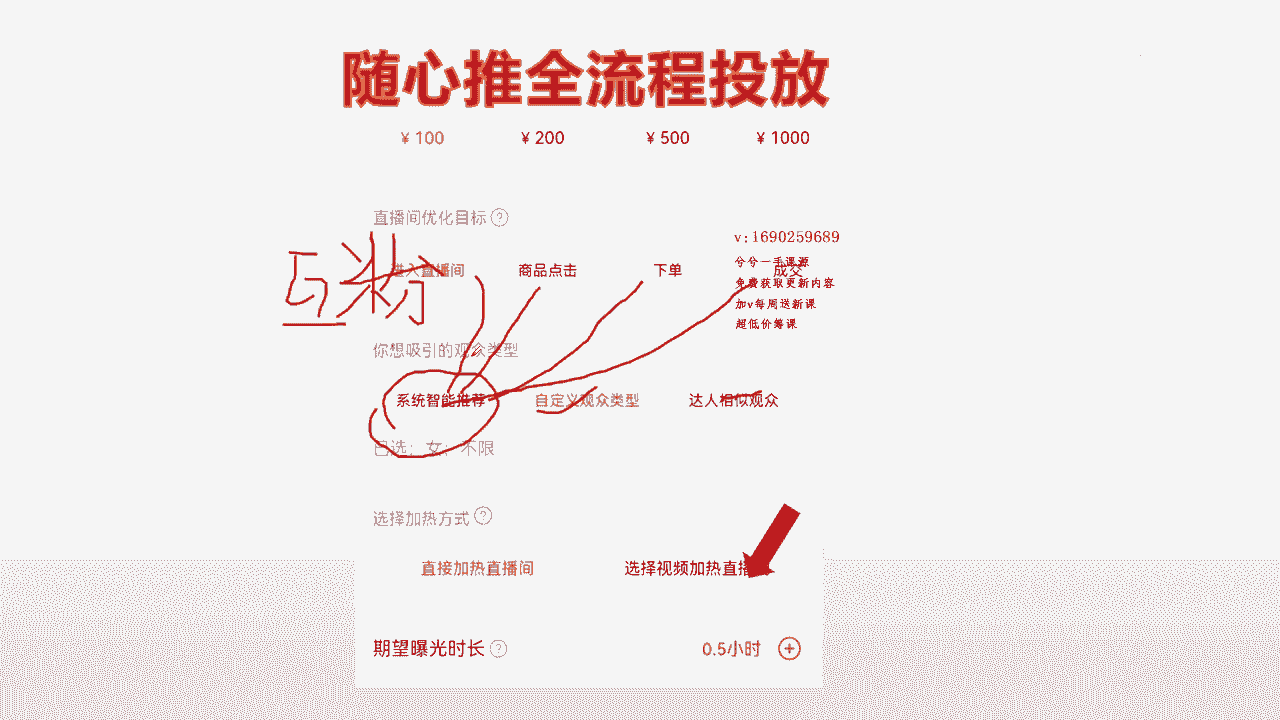 随心推全流程投放
¥ 100 ¥ 200 ¥ 500 ¥ 1000
直播间优化目标 ?
v:1690259689
兮兮一手课源
进入直播间 商品点击 下单 成交
免费获取更新内容
加v每周送新课
超低价筹课
互粉
你想吸引的观众类型
系统智能推荐 自定义观众类型 达人相似观众
已选：女；不限
选择加热方式 ?
直接加热直播间 选择视频加热直播
期望曝光时长 ? 0.5小时 +